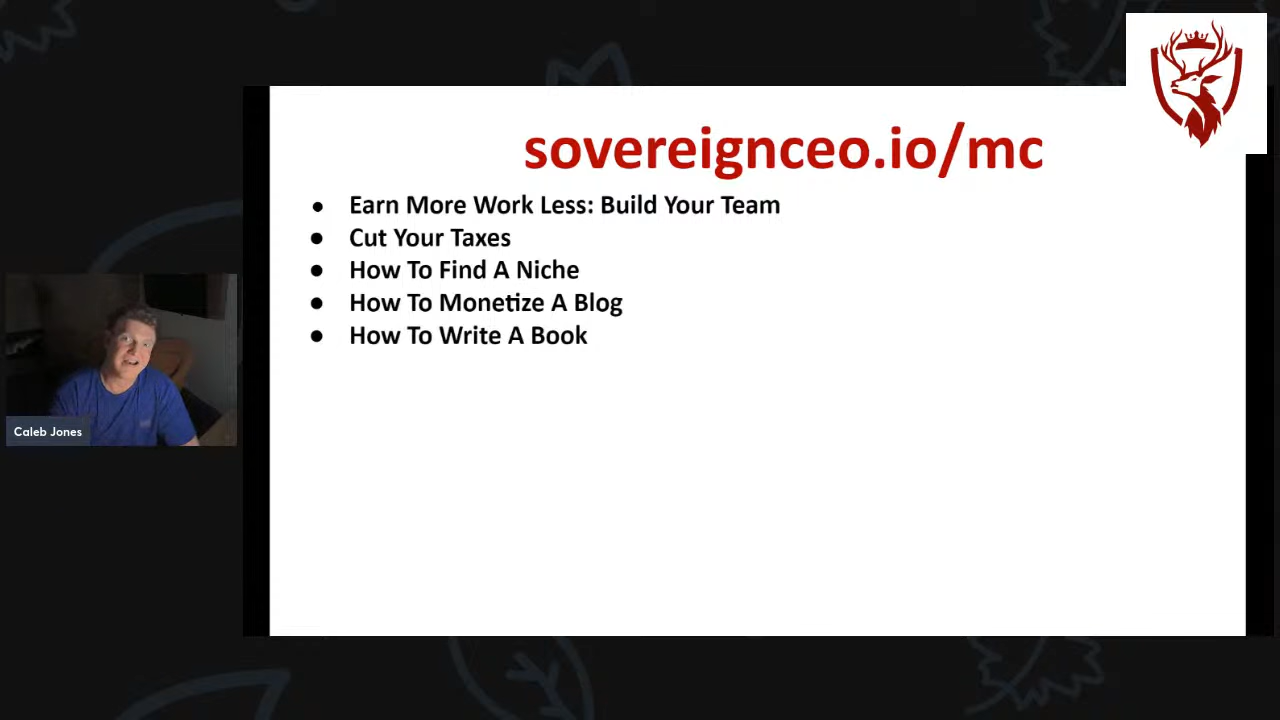 sovereignceo.io/mc
● Earn More Work Less: Build Your Team
● Cut Your Taxes
● How To Find A Niche
● How To Monetize A Blog
● How To Write A Book
Caleb Jones